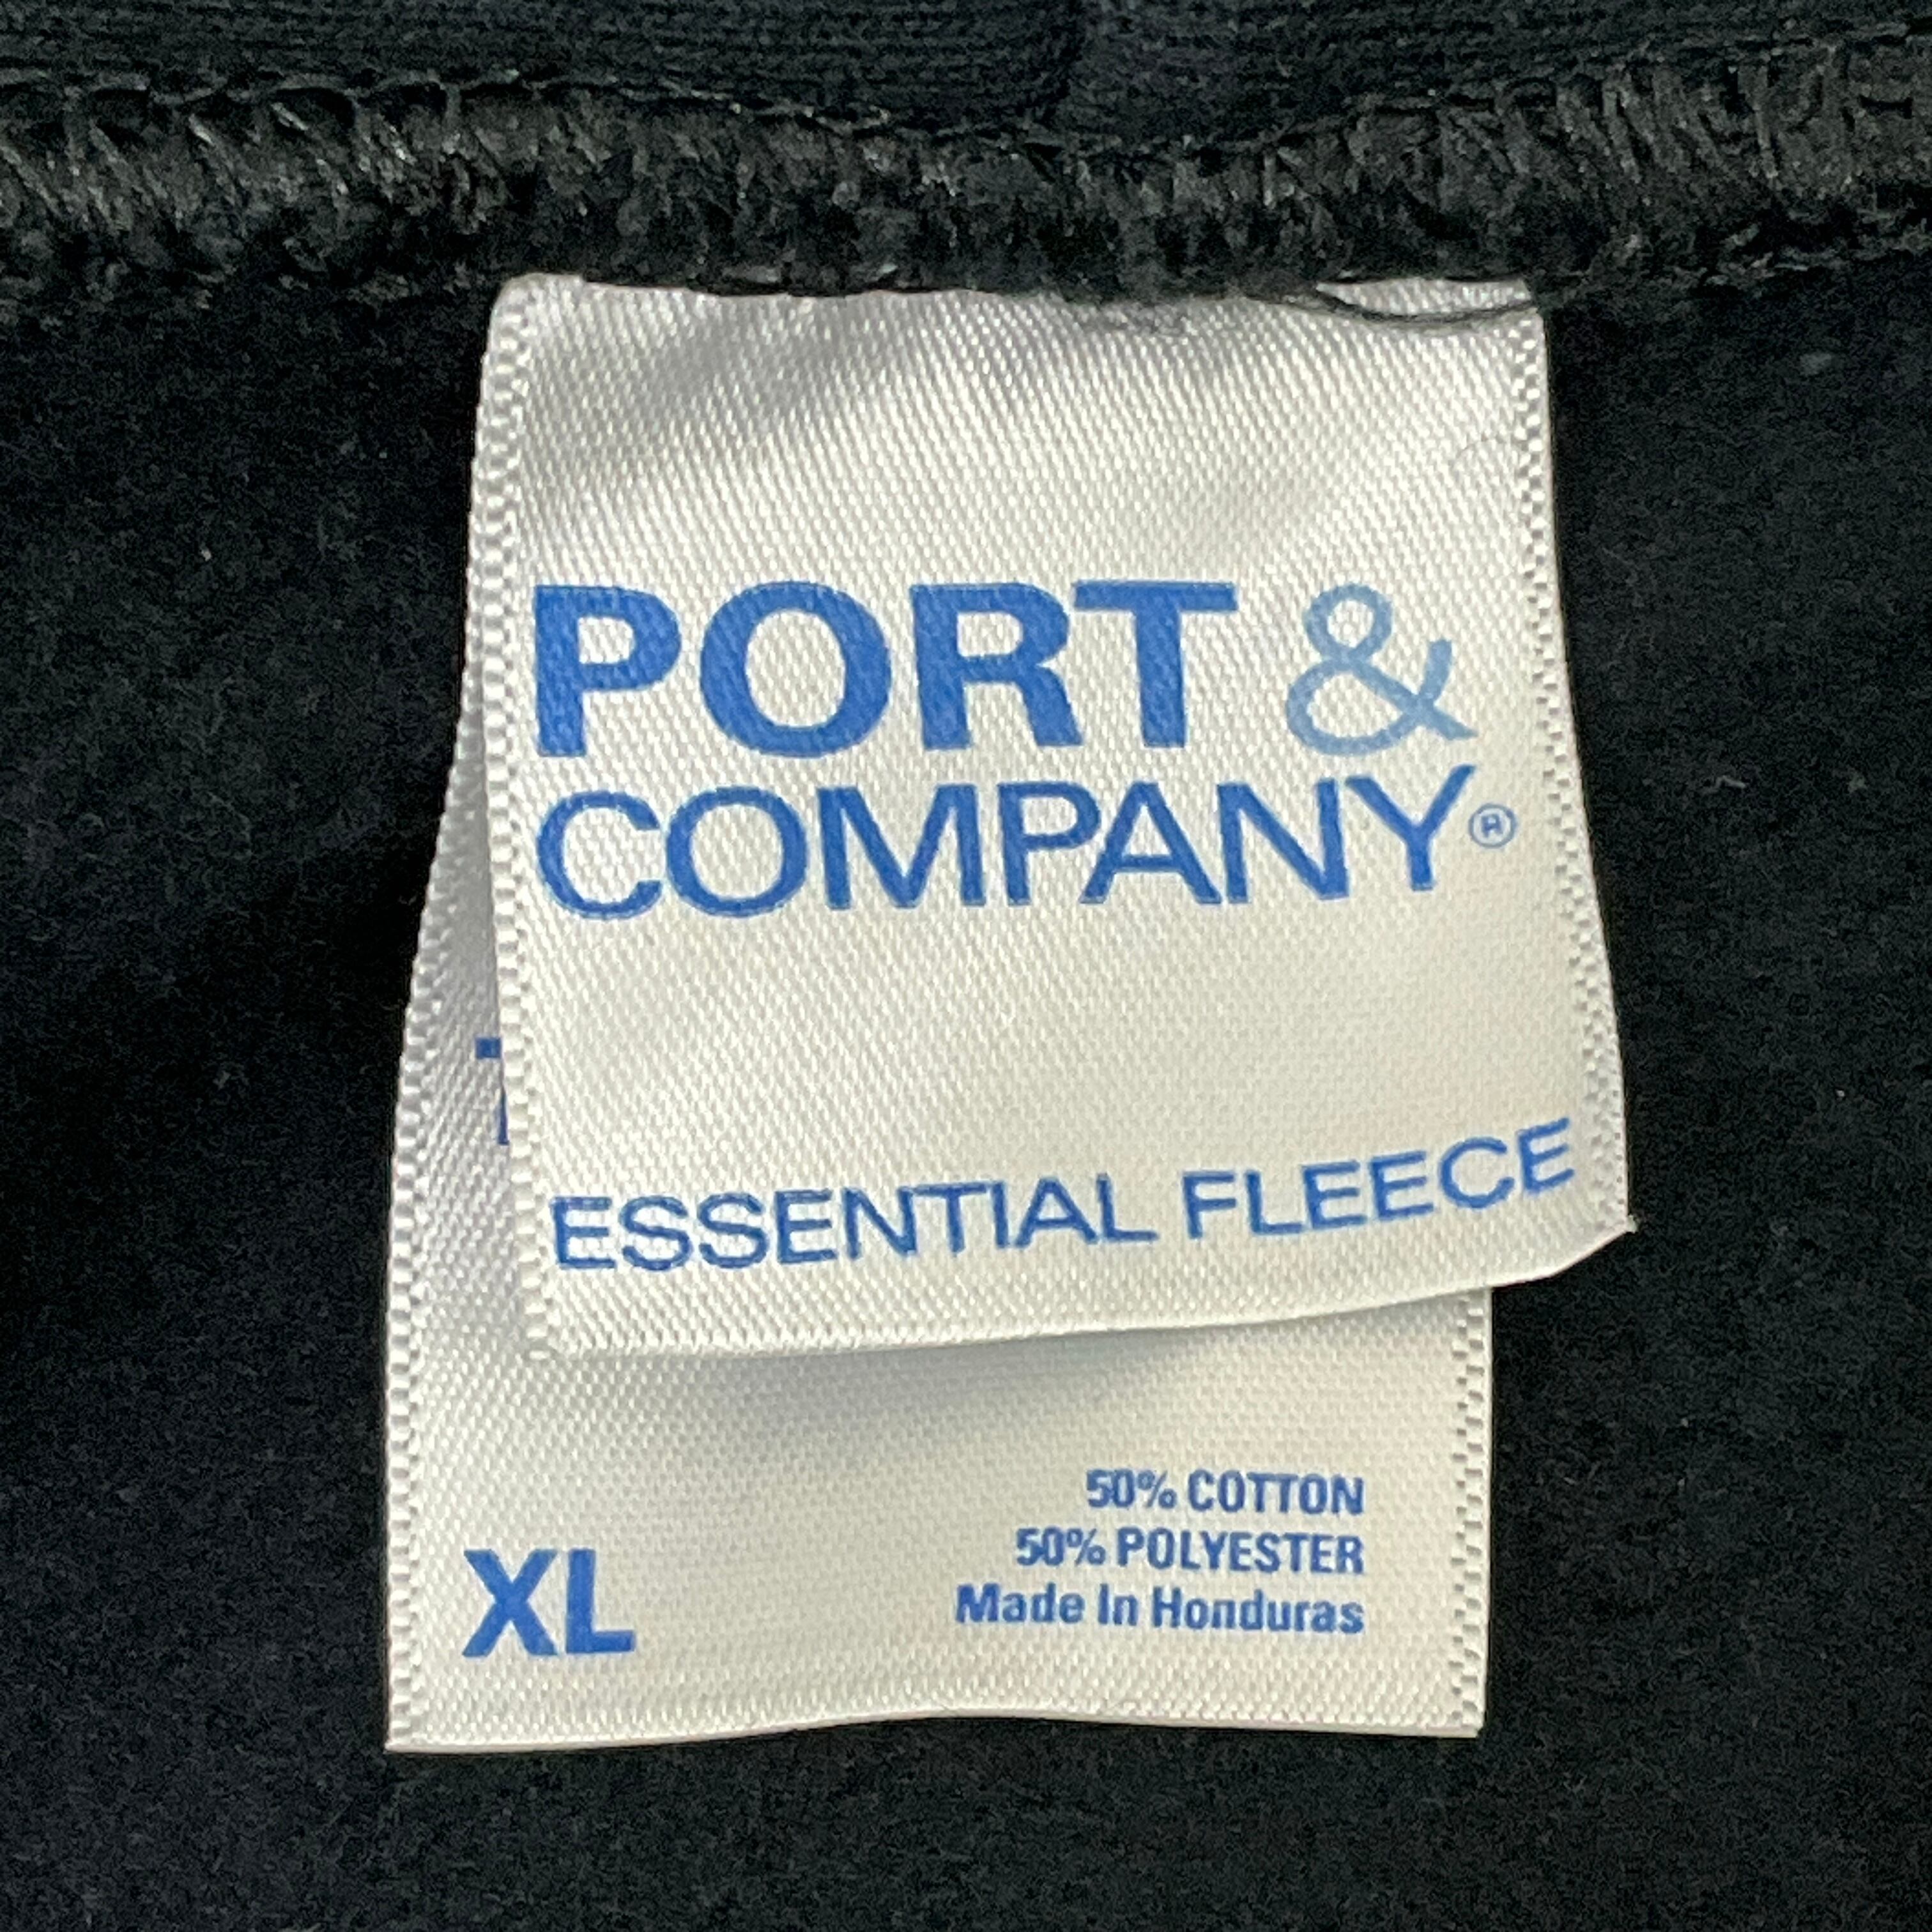 PORT &
COMPANY®
ESSENTIAL FLEECE
XL
50% COTTON
50% POLYESTER
Made In Honduras